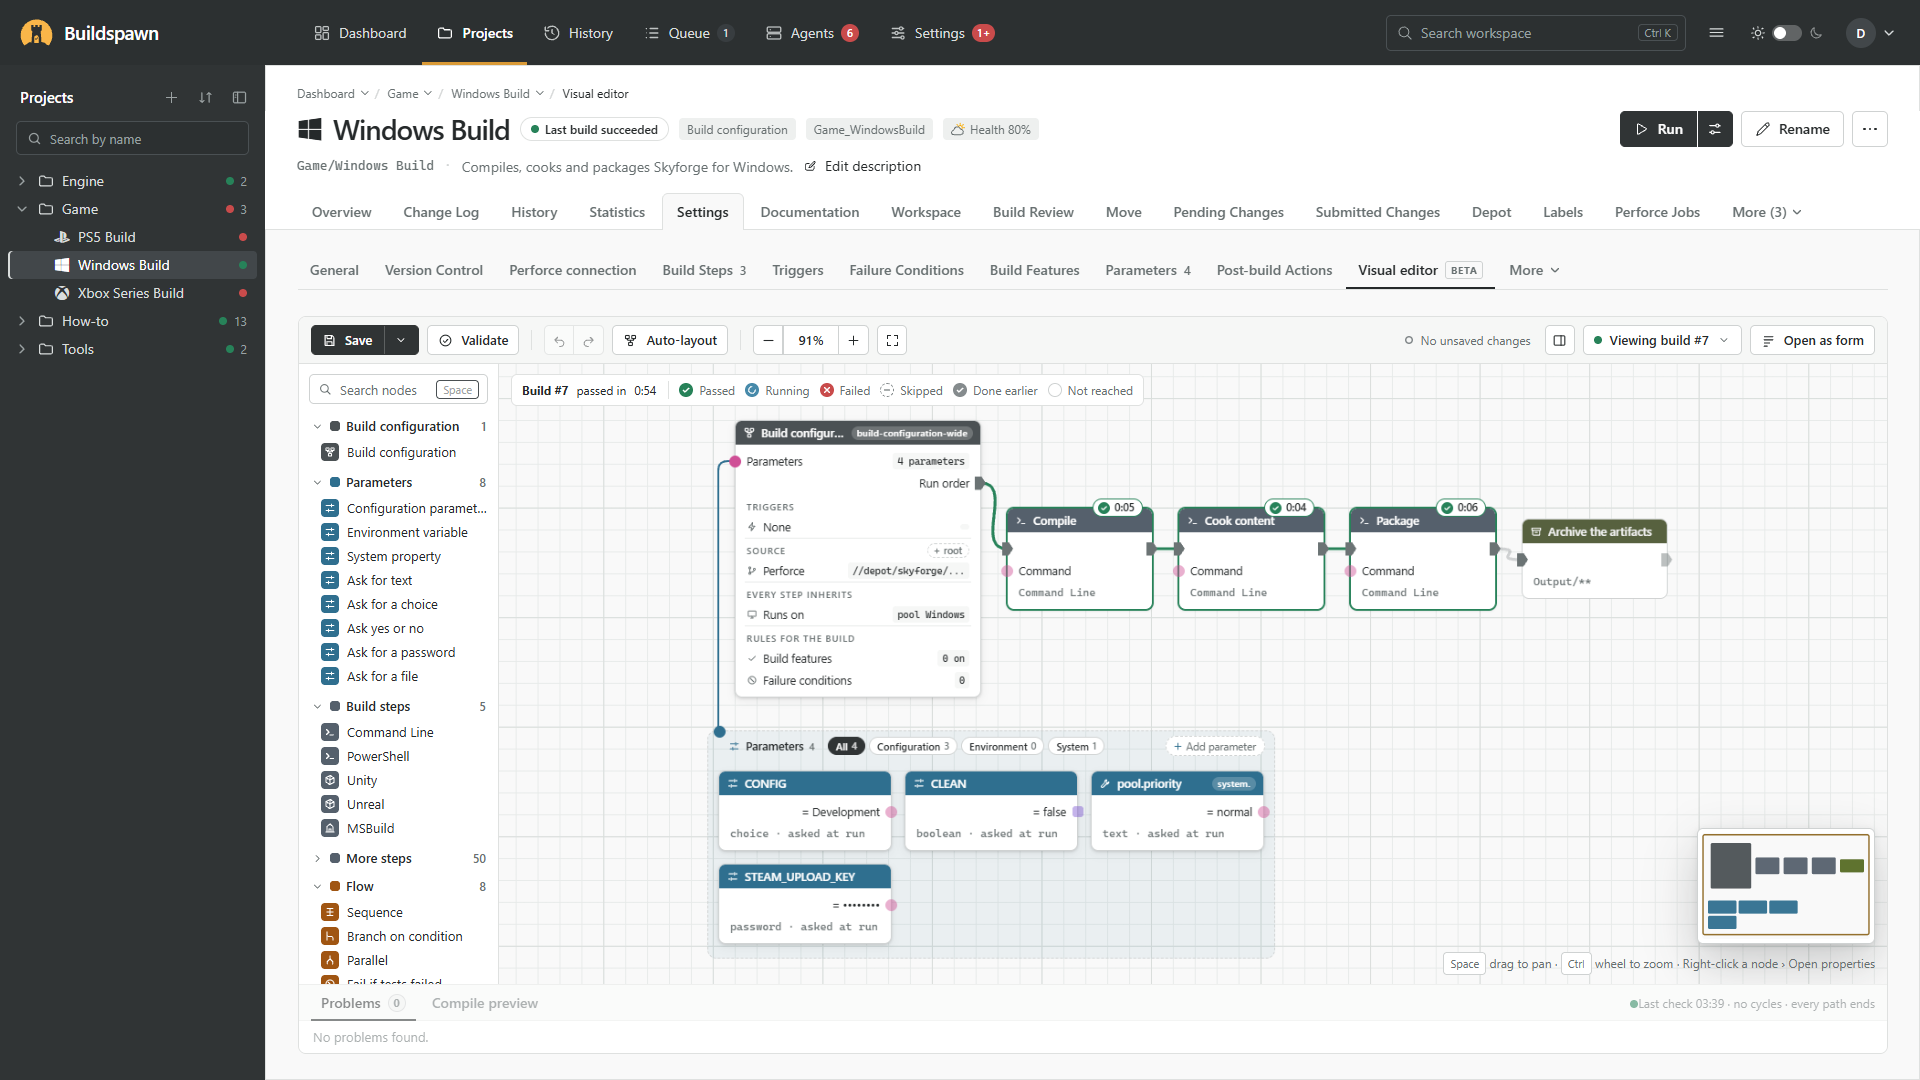 Buildspawn
Dashboard
Projects
History
Queue 1
Agents 6
Settings 1+
Search workspace Ctrl K
D
Projects
Search by name
Engine 2
Game 3
PS5 Build
Windows Build
Xbox Series Build
How-to 13
Tools 2
Dashboard / Game / Windows Build / Visual editor
Windows Build
Last build succeeded
Build configuration
Game_WindowsBuild
Health 80%
Run
Rename
Game/Windows Build · Compiles, cooks and packages Skyforge for Windows. Edit description
Overview
Change Log
History
Statistics
Settings
Documentation
Workspace
Build Review
Move
Pending Changes
Submitted Changes
Depot
Labels
Perforce Jobs
More (3)
General
Version Control
Perforce connection
Build Steps 3
Triggers
Failure Conditions
Build Features
Parameters 4
Post-build Actions
Visual editor BETA
More
Save
Validate
Auto-layout
91%
No unsaved changes
Viewing build #7
Open as form
Search nodes Space
Build configuration 1
Build configuration
Parameters 8
Configuration paramet...
Environment variable
System property
Ask for text
Ask for a choice
Ask yes or no
Ask for a password
Ask for a file
Build steps 5
Command Line
PowerShell
Unity
Unreal
MSBuild
More steps 50
Flow 8
Sequence
Branch on condition
Parallel
Fail if tests failed
Build #7 passed in 0:54
Passed
Running
Failed
Skipped
Done earlier
Not reached
Build configur... build-configuration-wide
Parameters 4 parameters
Run order
TRIGGERS
None
SOURCE + root
Perforce //depot/skyforge/...
EVERY STEP INHERITS
Runs on pool Windows
RULES FOR THE BUILD
Build features 0 on
Failure conditions 0
0:05
Compile
Command
Command Line
0:04
Cook content
Command
Command Line
0:06
Package
Command
Command Line
Archive the artifacts
Output/**
Parameters 4
All 4
Configuration 3
Environment 0
System 1
+ Add parameter
CONFIG
= Development
choice · asked at run
CLEAN
= false
boolean · asked at run
pool.priority system.
= normal
text · asked at run
STEAM_UPLOAD_KEY
= ••••••••
password · asked at run
Space drag to pan · Ctrl wheel to zoom · Right-click a node › Open properties
Problems 0
Compile preview
Last check 03:39 · no cycles · every path ends
No problems found.